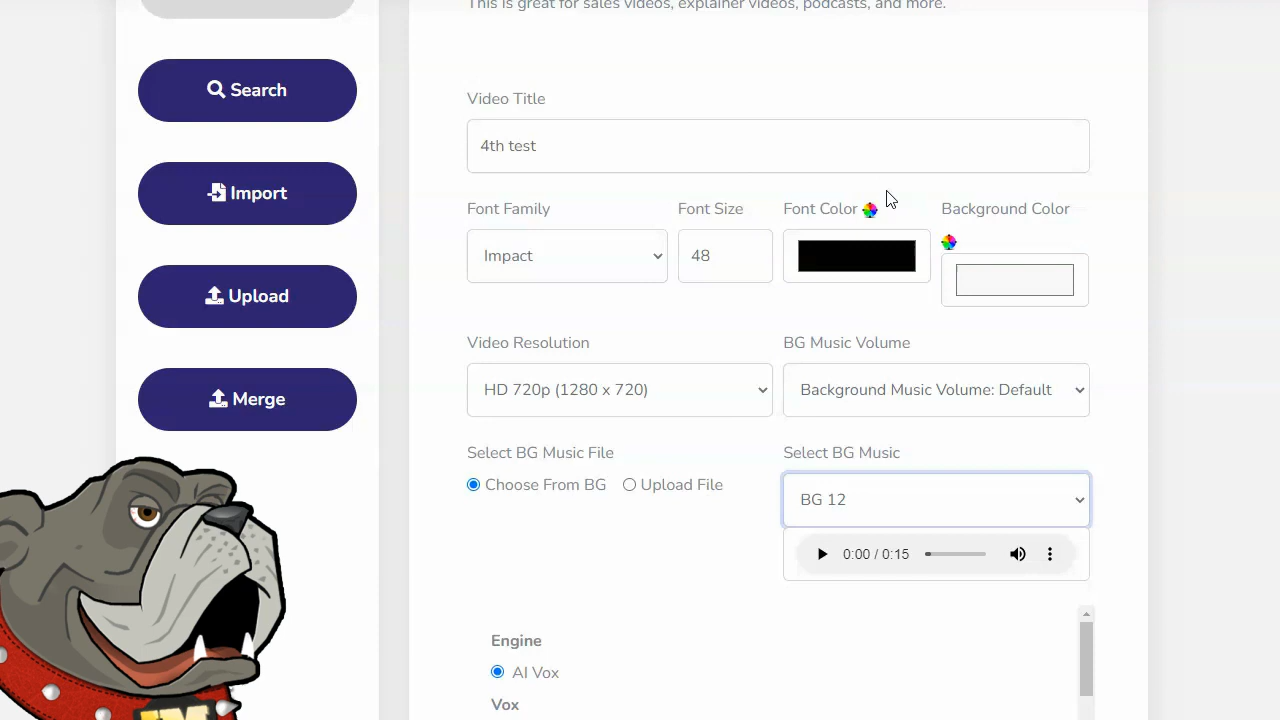 This is great for sales videos, explainer videos, podcasts, and more.
Search
Import
Upload
Merge
Video Title
4th test
Font Family
Font Size
Font Color
Background Color
Impact
48
Video Resolution
BG Music Volume
HD 720p (1280 x 720)
Background Music Volume: Default
Select BG Music File
Select BG Music
Choose From BG
Upload File
BG 12
0:00 / 0:15
Engine
AI Vox
Vox